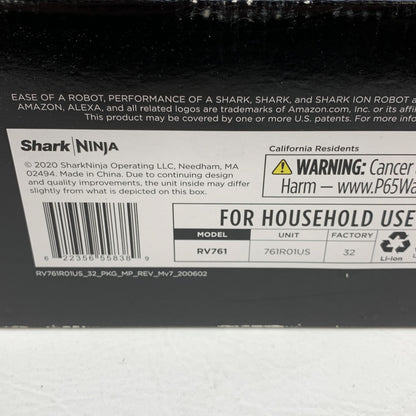 EASE OF A ROBOT, PERFORMANCE OF A SHARK, SHARK, and SHARK ION ROBOT a
AMAZON, ALEXA, and all related logos are trademarks of Amazon.com, Inc. or its affi
This product may be covered by one or more U.S. patents. For more info
Shark | NINJA
© 2020 SharkNinja Operating LLC, Needham, MA
02494. Made in China. Due to continuing design
and quality improvements, the unit inside may differ
slightly from what is depicted on this box.
California Residents
WARNING: Cancer
Harm – www.P65Wa
FOR HOUSEHOLD USE
MODEL UNIT FACTORY
RV761 761R01US 32
Li-ion
6 22356 55838 9
RV761R01US_32_PKG_MP_REV_Mv7_200602